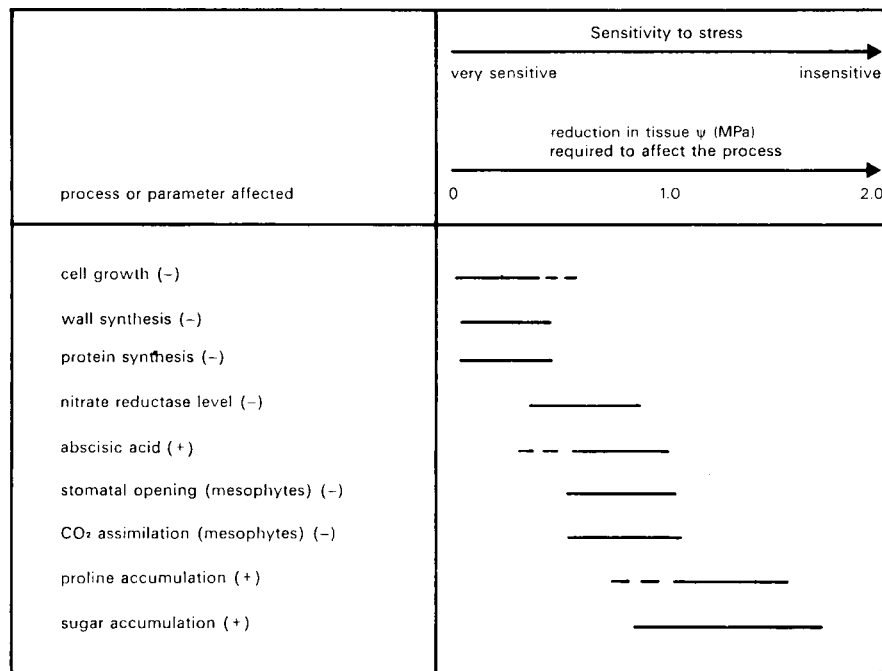 Sensitivity to stress
very sensitive insensitive
reduction in tissue ψ (MPa)
required to affect the process
process or parameter affected 0 1.0 2.0
cell growth (−)
wall synthesis (−)
protein synthesis (−)
nitrate reductase level (−)
abscisic acid (+)
stomatal opening (mesophytes) (−)
CO₂ assimilation (mesophytes) (−)
proline accumulation (+)
sugar accumulation (+)